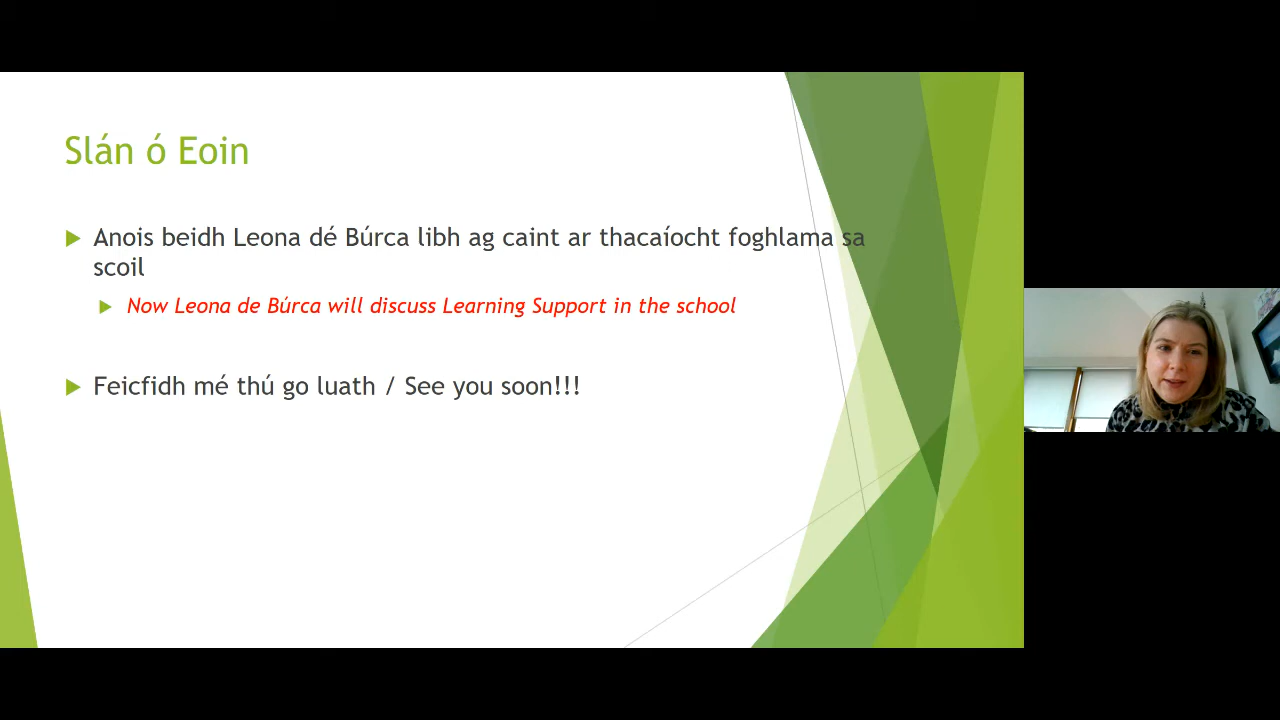 Slán ó Eoin
Anois beidh Leona dé Búrca libh ag caint ar thacaíocht foghlama sa
scoil
Now Leona de Búrca will discuss Learning Support in the school
Feicfidh mé thú go luath / See you soon!!!